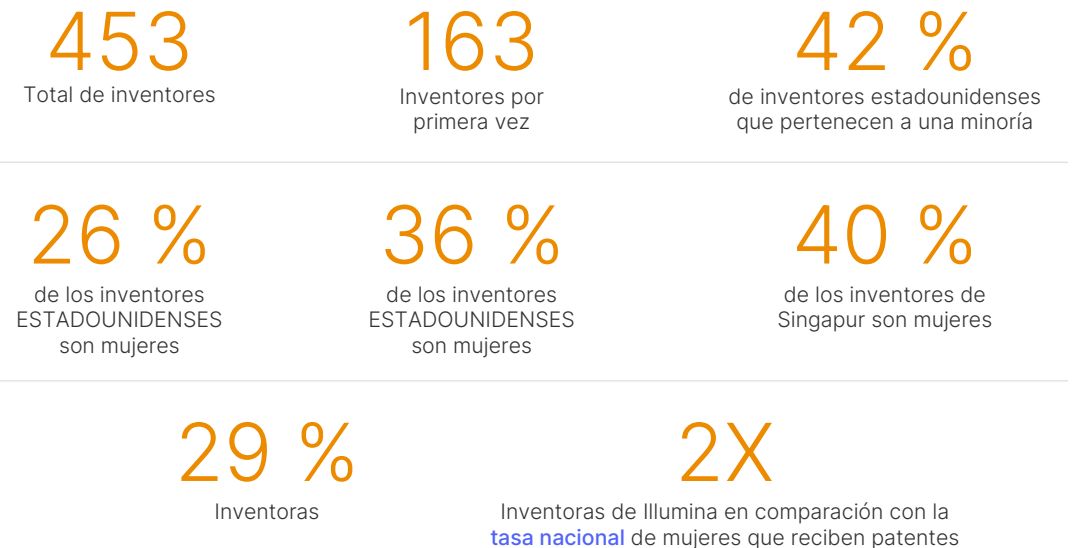 453
Total de inventores
163
Inventores por
primera vez
42 %
de inventores estadounidenses
que pertenecen a una minoría
26 %
de los inventores
ESTADOUNIDENSES
son mujeres
36 %
de los inventores
ESTADOUNIDENSES
son mujeres
40 %
de los inventores de
Singapur son mujeres
29 %
Inventoras
2X
Inventoras de Illumina en comparación con la
tasa nacional de mujeres que reciben patentes